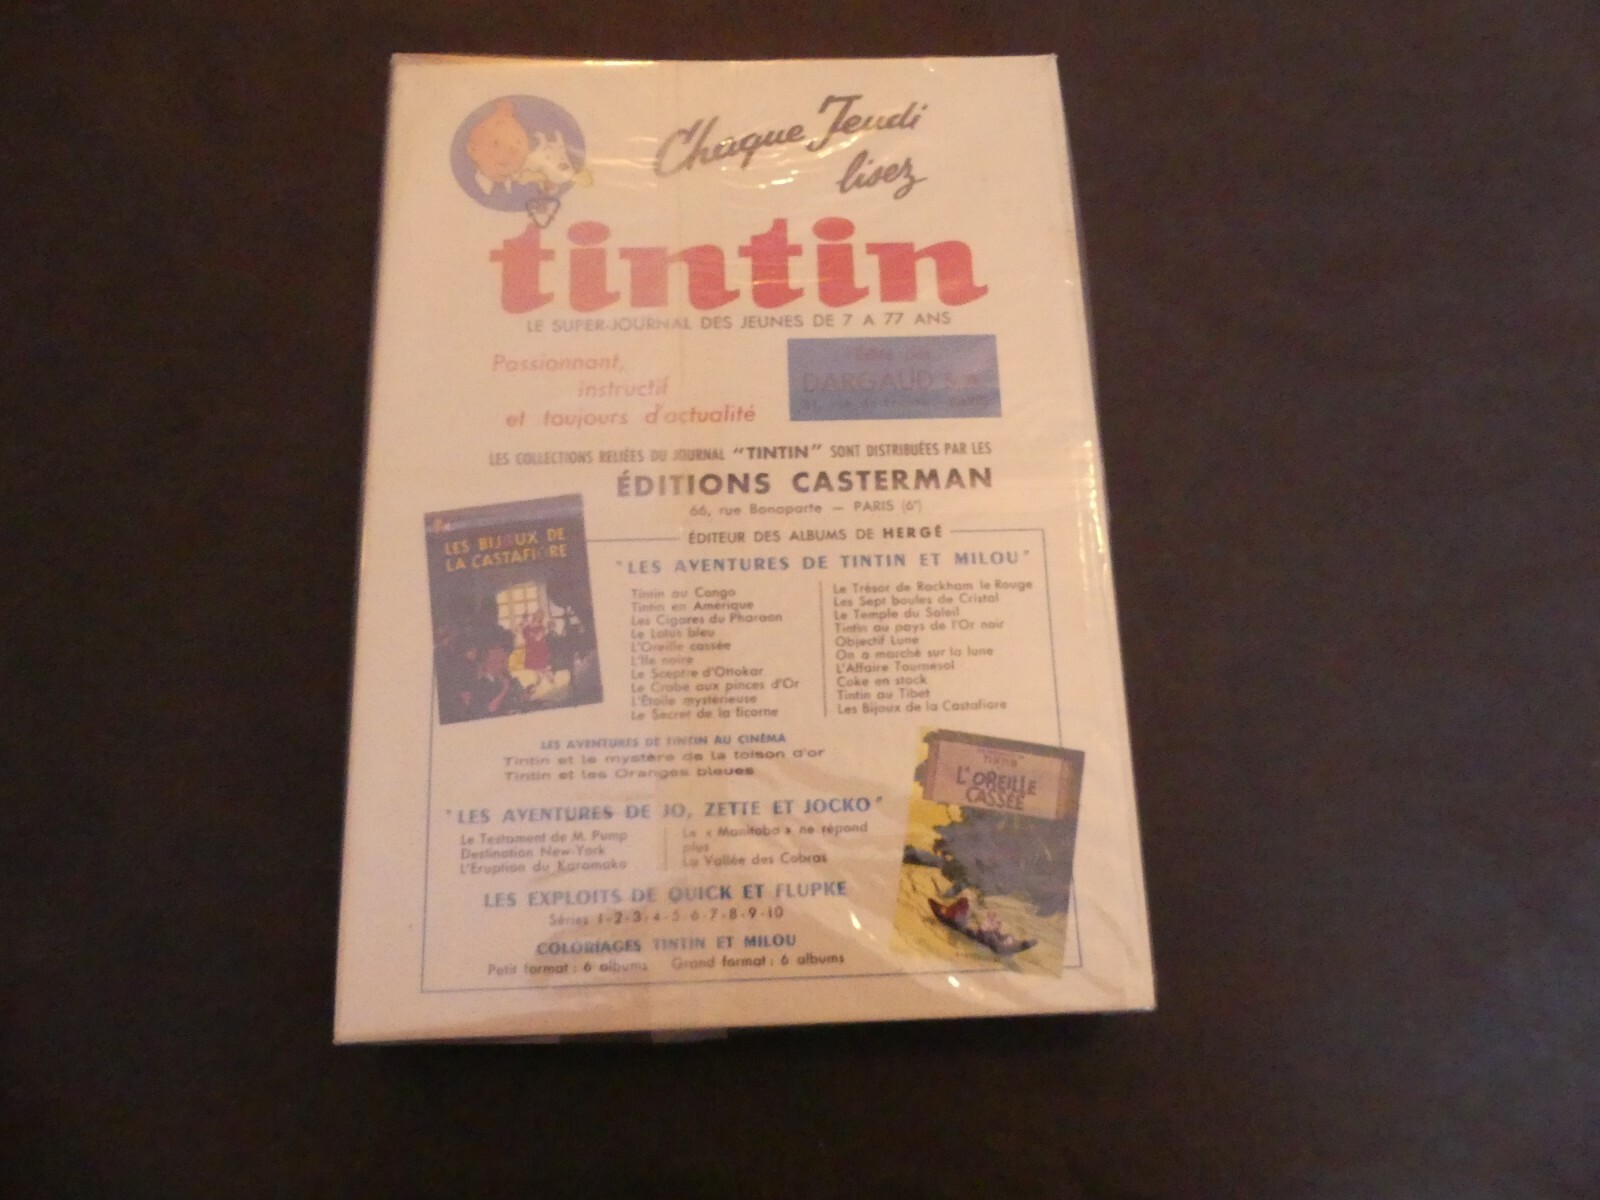 Chaque Jeudi
lisez
tintin
LE SUPER-JOURNAL DES JEUNES DE 7 A 77 ANS
Passionnant,
instructif
et toujours d'actualité
DARGAUD S.A.
LES COLLECTIONS RELIÉES DU JOURNAL "TINTIN" SONT DISTRIBUÉES PAR LES
ÉDITIONS CASTERMAN
66, rue Bonaparte — PARIS (6e)
ÉDITEUR DES ALBUMS DE HERGÉ
LES BIJOUX DE
LA CASTAFIORE
"LES AVENTURES DE TINTIN ET MILOU"
Tintin au Congo
Tintin en Amérique
Les Cigares du Pharaon
Le Lotus bleu
L'Oreille cassée
L'Ile noire
Le Sceptre d'Ottokar
Le Crabe aux pinces d'Or
L'Étoile mystérieuse
Le Secret de la licorne
Le Trésor de Rackham le Rouge
Les Sept boules de Cristal
Le Temple du Soleil
Tintin au pays de l'Or noir
Objectif Lune
On a marché sur la lune
L'Affaire Tournesol
Coke en stock
Tintin au Tibet
Les Bijoux de la Castafiore
LES AVENTURES DE TINTIN AU CINÉMA
Tintin et le mystère de la toison d'or
Tintin et les Oranges bleues
L'OREILLE
CASSÉE
"LES AVENTURES DE JO, ZETTE ET JOCKO"
Le Testament de M. Pump
Destination New-York
L'Eruption du Karamako
Le « Manitoba » ne répond
plus
La Vallée des Cobras
LES EXPLOITS DE QUICK ET FLUPKE
Séries 1-2-3-4-5-6-7-8-9-10
COLORIAGES TINTIN ET MILOU
Petit format : 6 albums Grand format : 6 albums